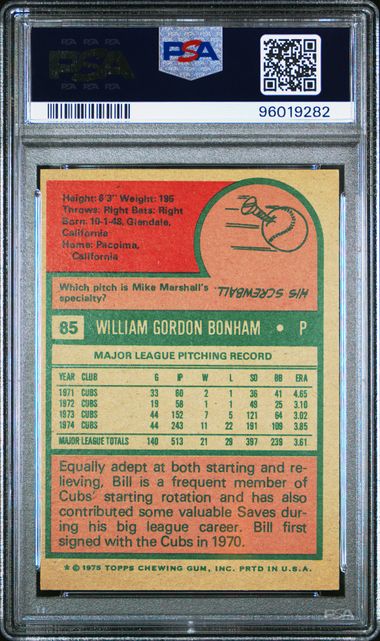 PSA
PSA
96019282
Height: 6'3" Weight: 195
Throws: Right Bats: Right
Born: 10-1-48, Glendale,
California
Home: Pacoima,
California
Which pitch is Mike Marshall's
specialty?
HIS SCREWBALL
85 WILLIAM GORDON BONHAM • P
MAJOR LEAGUE PITCHING RECORD
YEAR CLUB G IP W L SO BB ERA
1971 CUBS 33 60 2 1 36 41 4.65
1972 CUBS 19 58 1 1 49 25 3.10
1973 CUBS 44 152 7 5 121 64 3.02
1974 CUBS 44 243 11 22 191 109 3.85
MAJOR LEAGUE TOTALS 140 513 21 29 397 239 3.61
Equally adept at both starting and re-
lieving, Bill is a frequent member of
Cubs' starting rotation and has also
contributed some valuable Saves during
his big league career. Bill first
signed with the Cubs in 1970.
* © 1975 TOPPS CHEWING GUM, INC. PRTD IN U.S.A.
PSA